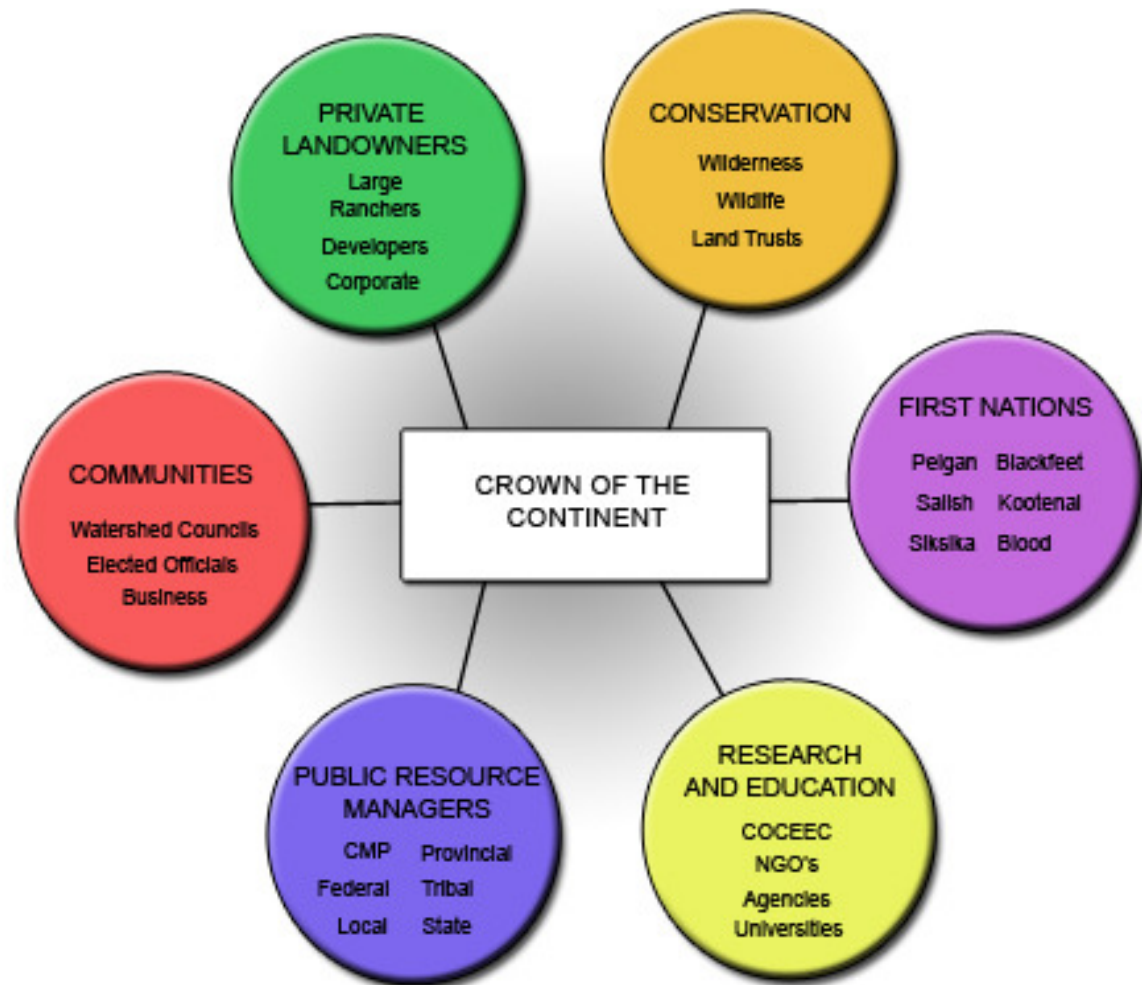 PRIVATE
LANDOWNERS
Large
Ranchers
Developers
Corporate
CONSERVATION
Wilderness
Wildlife
Land Trusts
FIRST NATIONS
Peigan Blackfeet
Salish Kootenai
Siksika Blood
CROWN OF THE
CONTINENT
COMMUNITIES
Watershed Councils
Elected Officials
Business
PUBLIC RESOURCE
MANAGERS
CMP Provincial
Federal Tribal
Local State
RESEARCH
AND EDUCATION
COCEEC
NGO's
Agencies
Universities